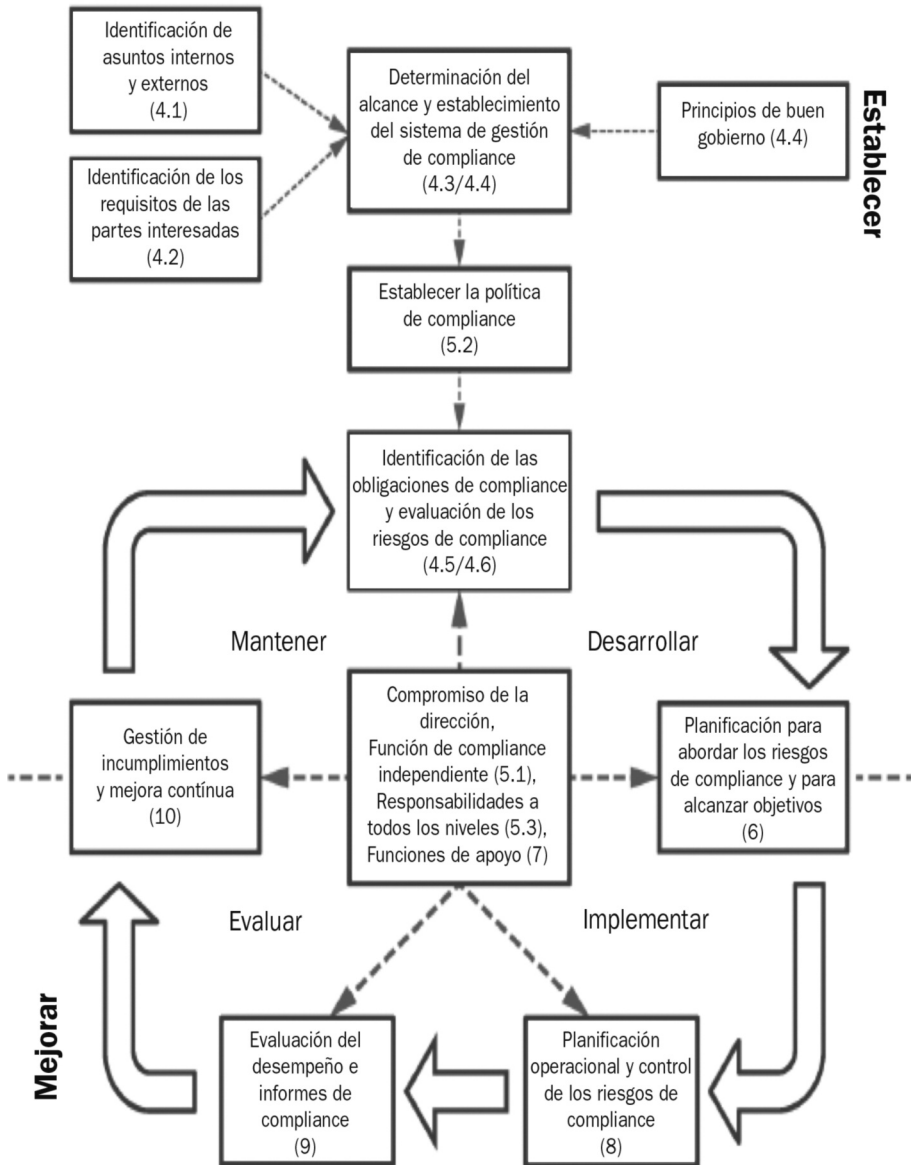 Identificación de
asuntos internos
y externos
(4.1)
Identificación de los
requisitos de las
partes interesadas
(4.2)
Determinación del
alcance y establecimiento
del sistema de gestión
de compliance
(4.3/4.4)
Principios de buen
gobierno (4.4)
Establecer
Establecer la política
de compliance
(5.2)
Identificación de las
obligaciones de compliance
y evaluación de los
riesgos de compliance
(4.5/4.6)
Mantener
Desarrollar
Gestión de
incumplimientos
y mejora contínua
(10)
Compromiso de la
dirección,
Función de compliance
independiente (5.1),
Responsabilidades a
todos los niveles (5.3),
Funciones de apoyo (7)
Planificación para
abordar los riesgos
de compliance y para
alcanzar objetivos
(6)
Evaluar
Implementar
Mejorar
Evaluación del
desempeño e
informes de
compliance
(9)
Planificación
operacional y control
de los riesgos de
compliance
(8)